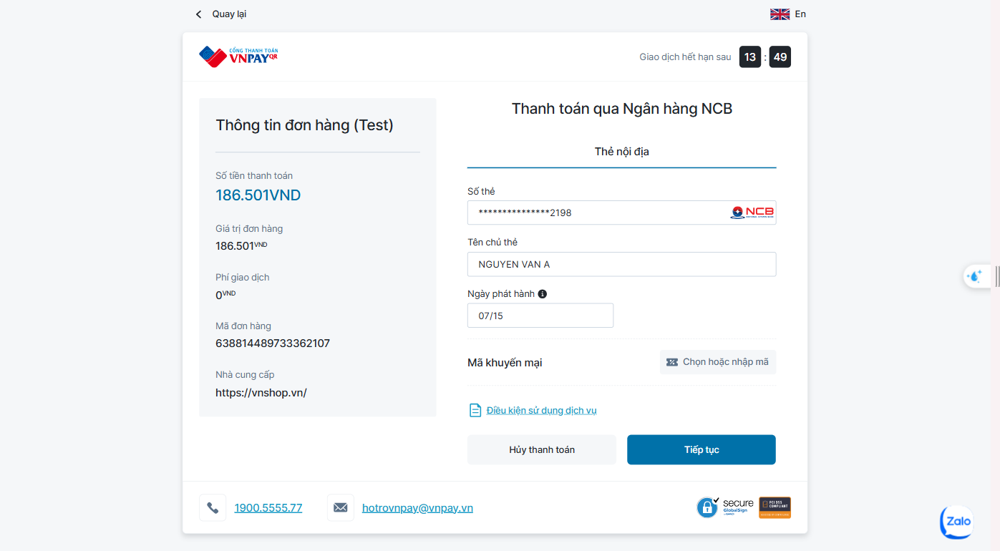 Quay lại
En
CỔNG THANH TOÁN
VNPAYQR
Giao dịch hết hạn sau 13 : 49
Thông tin đơn hàng (Test)
Số tiền thanh toán
186.501VND
Giá trị đơn hàng
186.501VND
Phí giao dịch
0VND
Mã đơn hàng
638814489733362107
Nhà cung cấp
https://vnshop.vn/
Thanh toán qua Ngân hàng NCB
Thẻ nội địa
Số thẻ
***************2198
NCB
Tên chủ thẻ
NGUYEN VAN A
Ngày phát hành
07/15
Mã khuyến mại
Chọn hoặc nhập mã
Điều kiện sử dụng dịch vụ
Hủy thanh toán
Tiếp tục
1900.5555.77
hotrovnpay@vnpay.vn
secure
GlobalSign
PCI DSS
COMPLIANT
Zalo